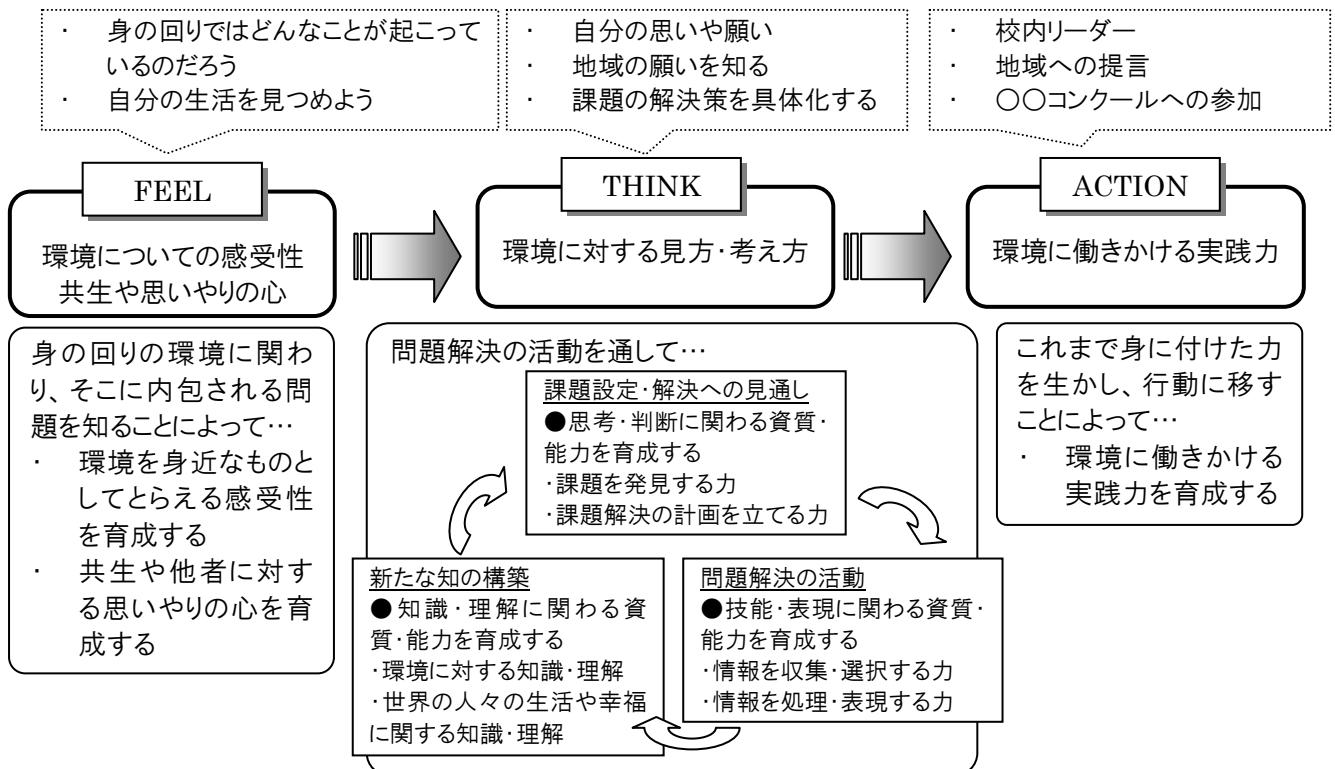 ・ 身の回りではどんなことが起こって
いるのだろう
・ 自分の生活を見つめよう
・ 自分の思いや願い
・ 地域の願いを知る
・ 課題の解決策を具体化する
・ 校内リーダー
・ 地域への提言
・ 〇〇コンクールへの参加
FEEL
環境についての感受性
共生や思いやりの心
THINK
環境に対する見方・考え方
ACTION
環境に働きかける実践力
身の回りの環境に関わ
り、そこに内包される問
題を知ることによって…
・ 環境を身近なものと
してとらえる感受性
を育成する
・ 共生や他者に対す
る思いやりの心を育
成する
問題解決の活動を通して…
課題設定・解決への見通し
●思考・判断に関わる資質・
能力を育成する
・課題を発見する力
・課題解決の計画を立てる力
新たな知の構築
●知識・理解に関わる資
質・能力を育成する
・環境に対する知識・理解
・世界の人々の生活や幸福
に関する知識・理解
問題解決の活動
●技能・表現に関わる資質・
能力を育成する
・情報を収集・選択する力
・情報を処理・表現する力
これまで身に付けた力
を生かし、行動に移す
ことによって…
・ 環境に働きかける
実践力を育成する